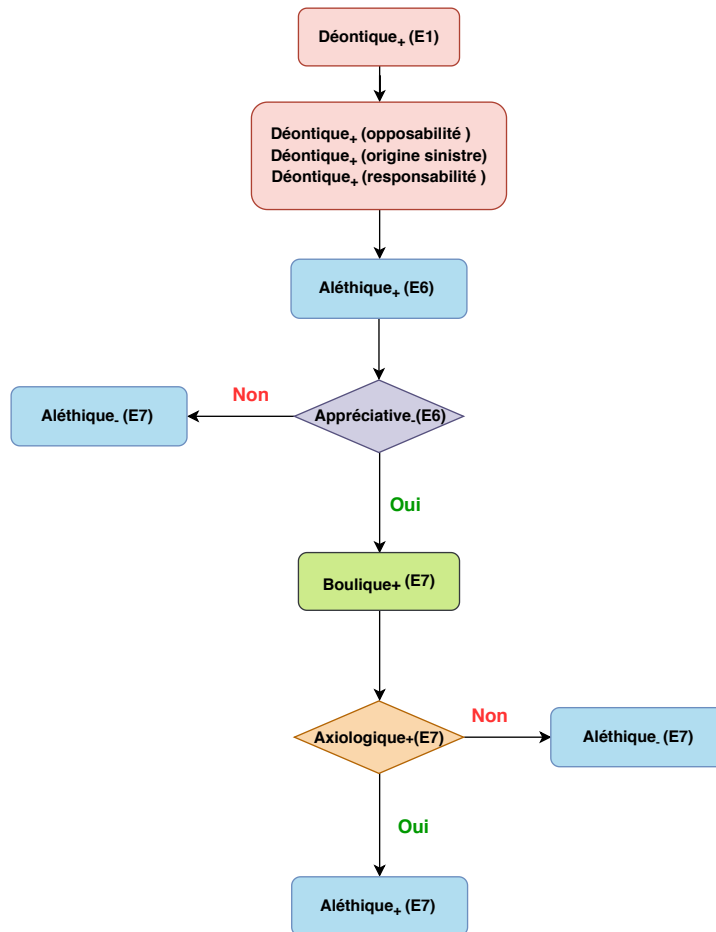 Déontique₊ (E1)
Déontique₊ (opposabilité )
Déontique₊ (origine sinistre)
Déontique₊ (responsabilité )
Aléthique₊ (E6)
Non
Aléthique₋ (E7)
Appréciative₋(E6)
Oui
Boulique+ (E7)
Axiologique+(E7)
Non
Aléthique₋ (E7)
Oui
Aléthique₊ (E7)